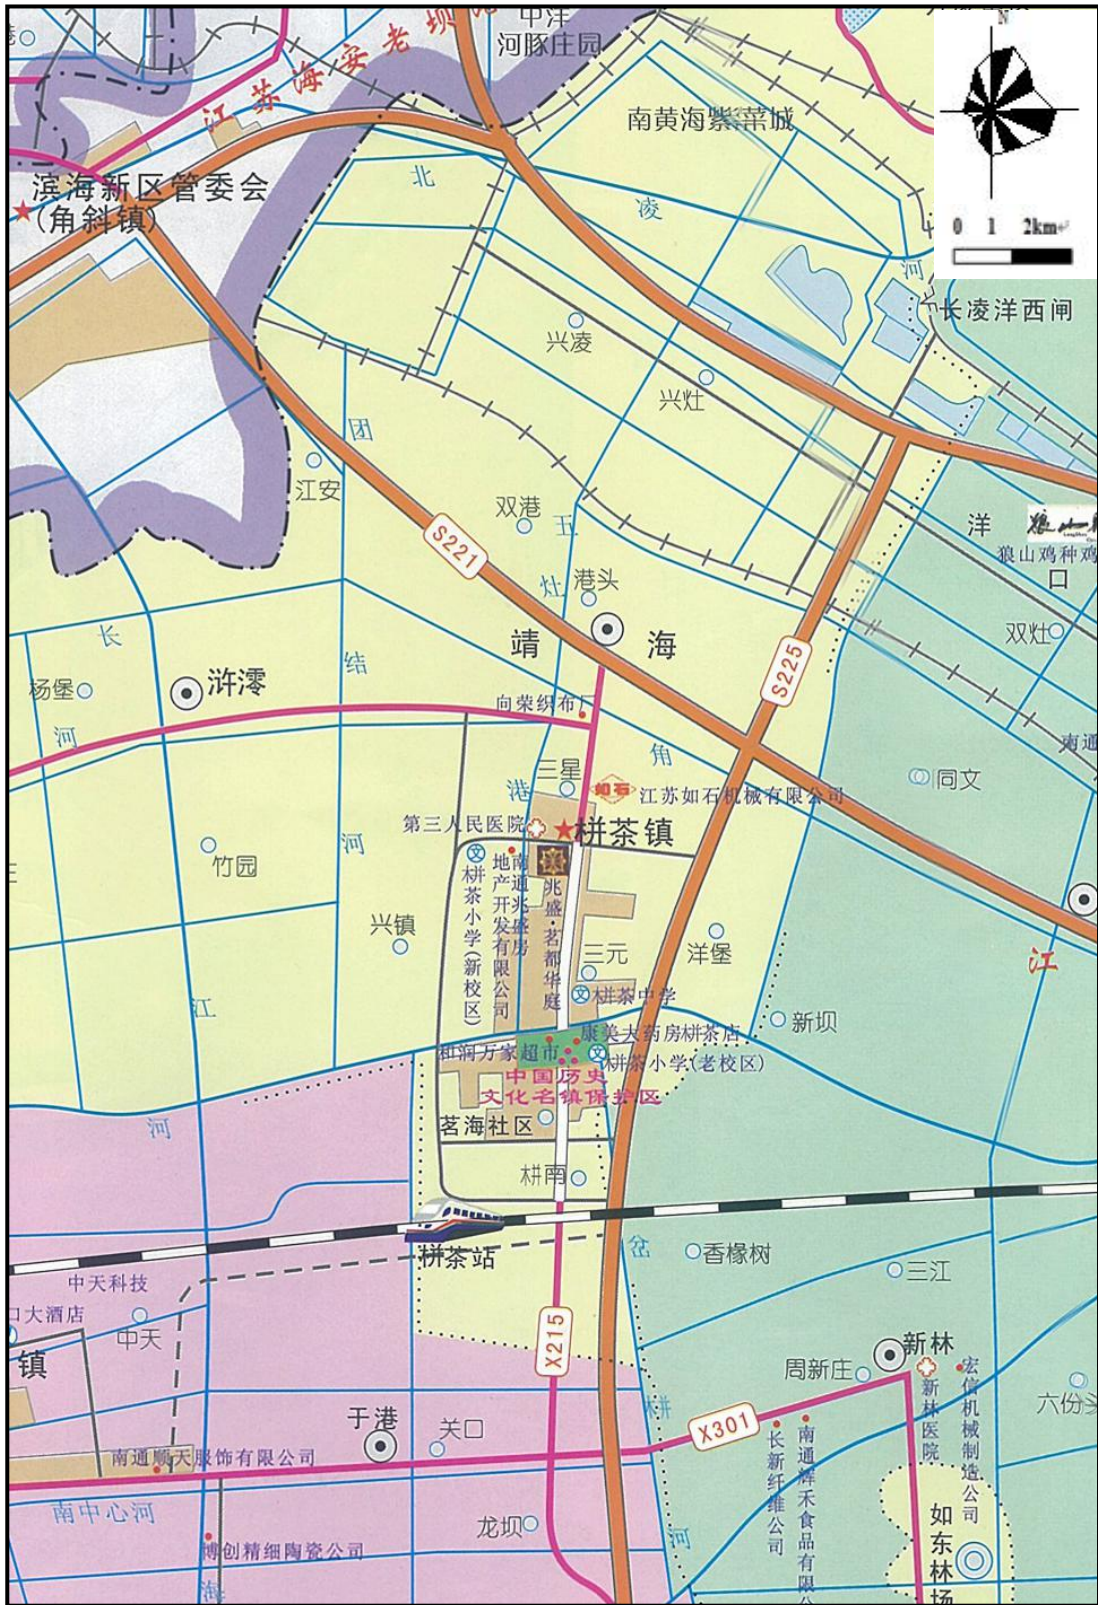 中洋
河豚庄园
江苏海安老坝
N
南黄海紫菜城
滨海新区管委会
(角斜镇)
北
凌
河
0 1 2km
长凌洋西闸
兴凌
兴灶
团
江安
双港
五
S221
洋
狼山鸡种鸡
口
灶
港头
靖
海
双灶
长
结
S225
杨堡
浒澪
向荣织布厂
河
角
南通
三星
同文
港
如石
江苏如石机械有限公司
第三人民医院
栟茶镇
河
竹园
栟茶小学(新校区)
南通兆盛房
地产开发有限公司
兆盛·茗都华庭
兴镇
三元
洋堡
江
栟茶中学
江
新坝
康美大药房栟茶店
和润万家超市
栟茶小学(老校区)
中国历史
文化名镇保护区
河
茗海社区
栟南
栟茶站
岔
香橡树
三江
中天科技
口大酒店
中天
镇
X215
新林
周新庄
新林医院
宏信机械制造公司
六份头
于港
关口
栟
X301
长新纤维公司
南通辉禾食品有限公
南通顺天服饰有限公司
南中心河
龙坝
河
如东林场
博创精细陶瓷公司
海